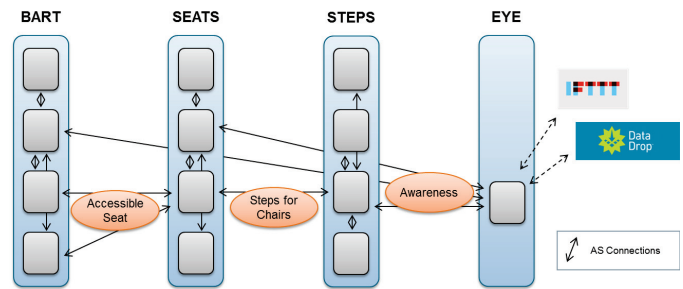 BART
SEATS
STEPS
EYE
IFTTT
Data
Drop
Accessible
Seat
Steps for
Chairs
Awareness
AS Connections